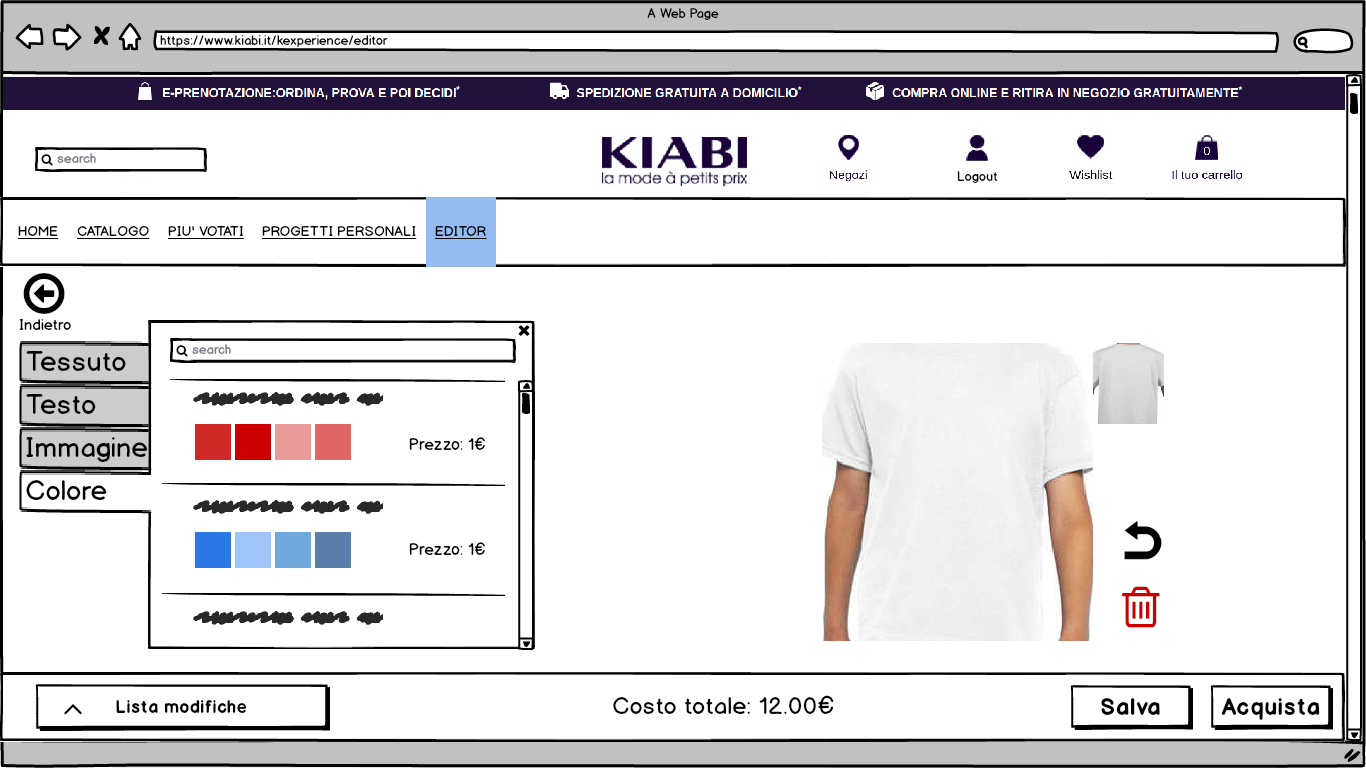 A Web Page
https://www.kiabi.it/kexperience/editor
E-PRENOTAZIONE:ORDINA, PROVA E POI DECIDI*
SPEDIZIONE GRATUITA A DOMICILIO*
COMPRA ONLINE E RITIRA IN NEGOZIO GRATUITAMENTE*
search
KIABI
la mode à petits prix
Negozi
Logout
Wishlist
0
Il tuo carrello
HOME
CATALOGO
PIU' VOTATI
PROGETTI PERSONALI
EDITOR
Indietro
Tessuto
Testo
Immagine
Colore
search
Prezzo: 1€
Prezzo: 1€
Lista modifiche
Costo totale: 12.00€
Salva
Acquista